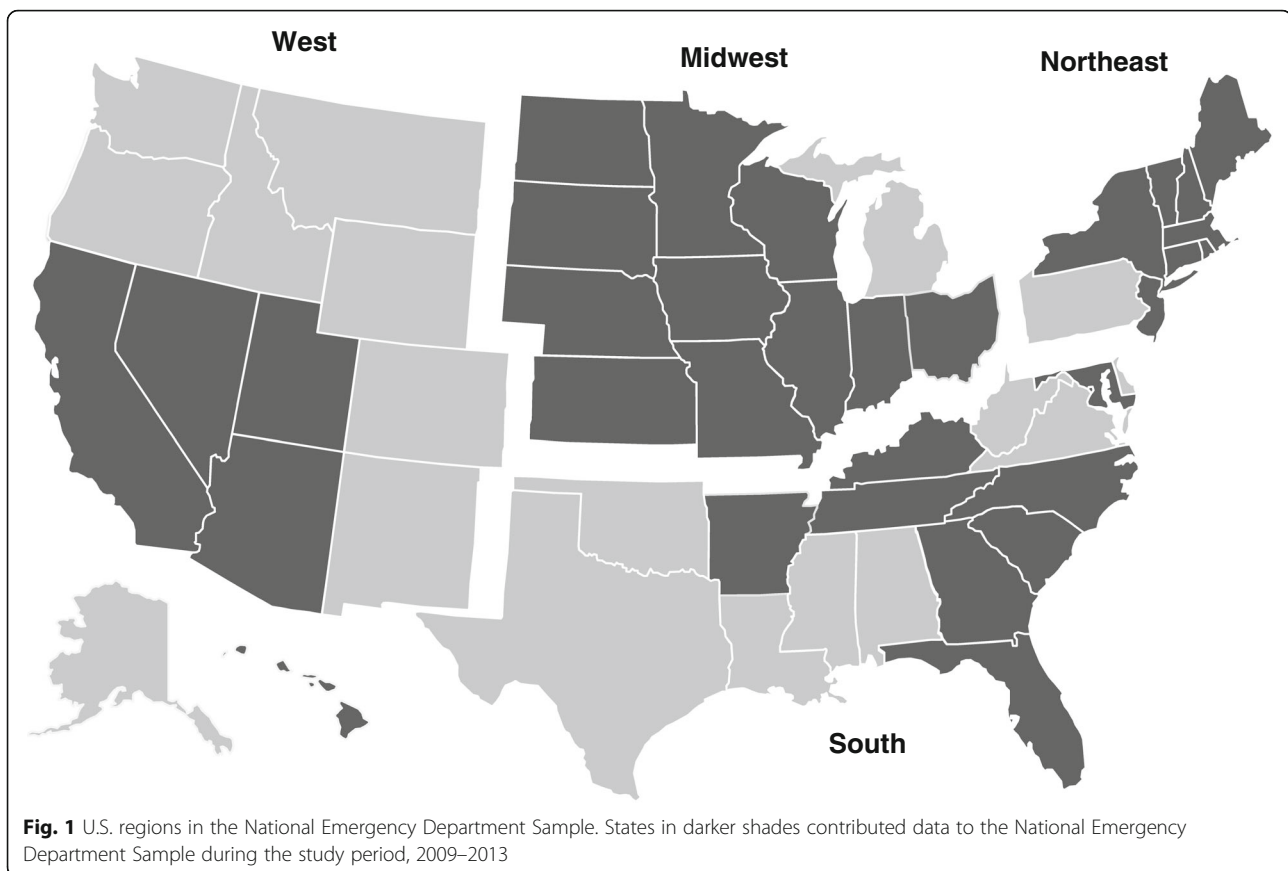 West
Midwest
Northeast
South
Fig. 1 U.S. regions in the National Emergency Department Sample. States in darker shades contributed data to the National Emergency
Department Sample during the study period, 2009–2013